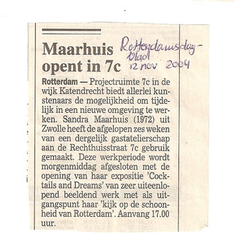 Maarhuis
opent in 7c
Rotterdamsdag-
blad
12 nov 2004
Rotterdam — Projectruimte 7c in de
wijk Katendrecht biedt allerlei kun-
stenaars de mogelijkheid om tijde-
lijk in een nieuwe omgeving te wer-
ken. Sandra Maarhuis (1972) uit
Zwolle heeft de afgelopen zes weken
van een dergelijk gastatelierschap
aan de Rechthuisstraat 7c gebruik
gemaakt. Deze werkperiode wordt
morgenmiddag afgesloten met de
opening van haar expositie 'Cock-
tails and Dreams' van zeer uiteenlo-
pend beeldend werk met als uit-
gangspunt haar 'kijk op de schoon-
heid van Rotterdam'. Aanvang 17.00
uur.